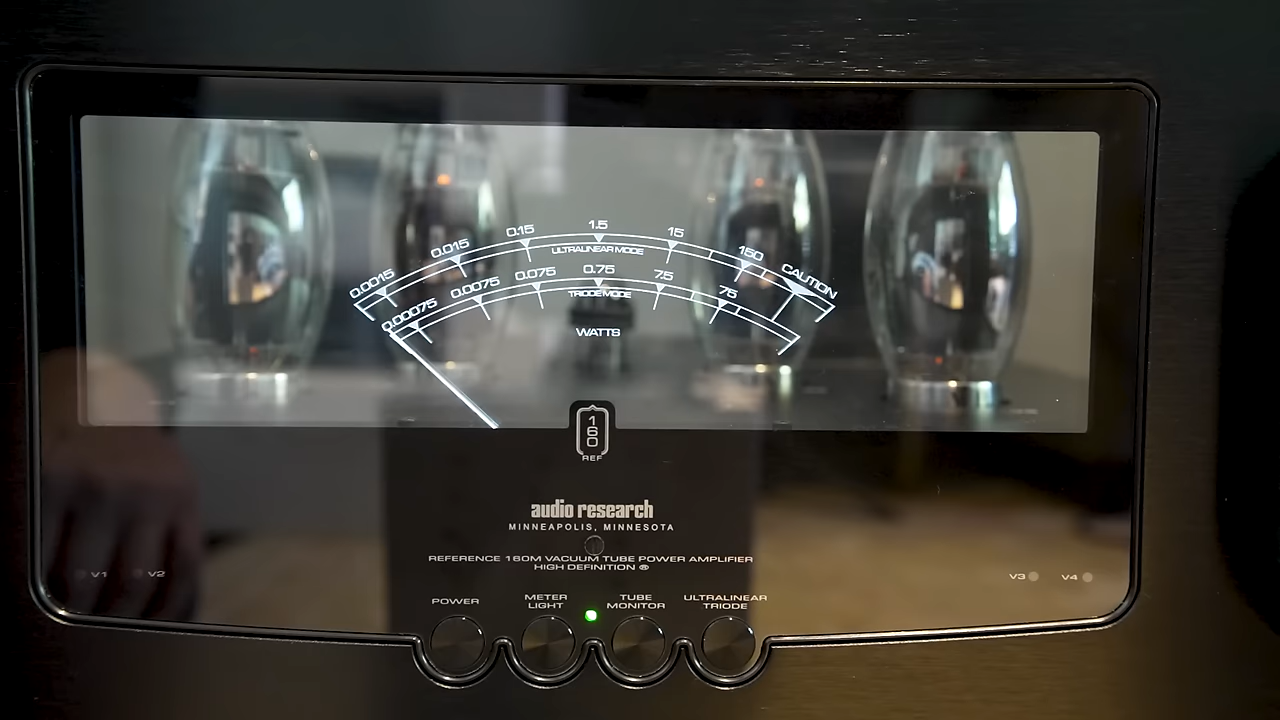 0.0015 0.015 0.15 1.5 15 150 CAUTION
ULTRALINEAR MODE
0.00075 0.0075 0.075 0.75 7.5 75
TRIODE MODE
WATTS
160
REF
audio research
MINNEAPOLIS, MINNESOTA
REFERENCE 160M VACUUM TUBE POWER AMPLIFIER
HIGH DEFINITION ®
V1 V2 V3 V4
POWER
METER
LIGHT
TUBE
MONITOR
ULTRALINEAR
TRIODE